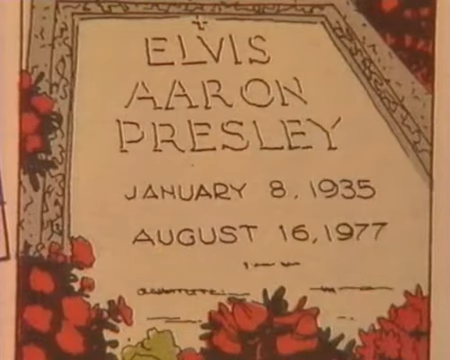 ELVIS
AARON
PRESLEY
JANUARY 8, 1935
AUGUST 16, 1977